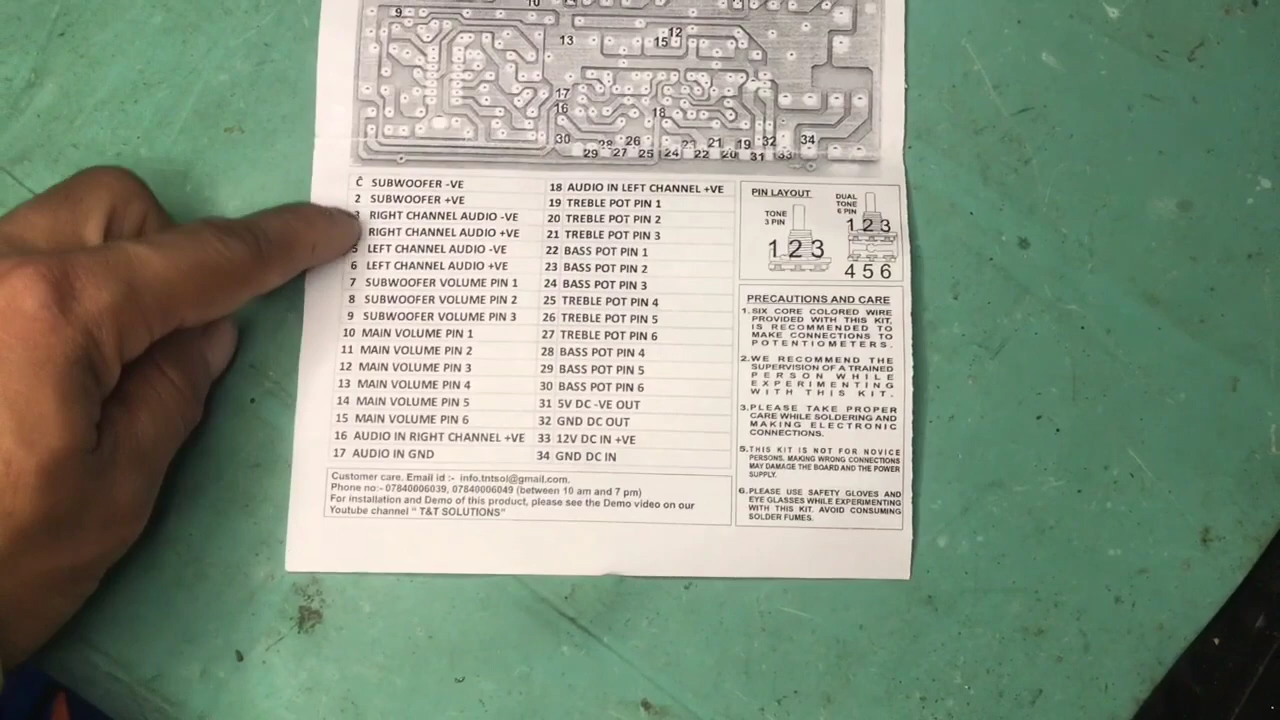 9
10
12
13
15
17
16
18
30
28
26
21
19
32
34
29
27
25
24
22
20
31
33
C SUBWOOFER -VE
2 SUBWOOFER +VE
3 RIGHT CHANNEL AUDIO -VE
RIGHT CHANNEL AUDIO +VE
5 LEFT CHANNEL AUDIO -VE
6 LEFT CHANNEL AUDIO +VE
7 SUBWOOFER VOLUME PIN 1
8 SUBWOOFER VOLUME PIN 2
9 SUBWOOFER VOLUME PIN 3
10 MAIN VOLUME PIN 1
11 MAIN VOLUME PIN 2
12 MAIN VOLUME PIN 3
13 MAIN VOLUME PIN 4
14 MAIN VOLUME PIN 5
15 MAIN VOLUME PIN 6
16 AUDIO IN RIGHT CHANNEL +VE
17 AUDIO IN GND
18 AUDIO IN LEFT CHANNEL +VE
19 TREBLE POT PIN 1
20 TREBLE POT PIN 2
21 TREBLE POT PIN 3
22 BASS POT PIN 1
23 BASS POT PIN 2
24 BASS POT PIN 3
25 TREBLE POT PIN 4
26 TREBLE POT PIN 5
27 TREBLE POT PIN 6
28 BASS POT PIN 4
29 BASS POT PIN 5
30 BASS POT PIN 6
31 5V DC -VE OUT
32 GND DC OUT
33 12V DC IN +VE
34 GND DC IN
PIN LAYOUT
TONE
3 PIN
1 2 3
DUAL
TONE
6 PIN
1 2 3
4 5 6
PRECAUTIONS AND CARE
1.SIX CORE COLORED WIRE
PROVIDED WITH THIS KIT,
IS RECOMMENDED TO
MAKE CONNECTIONS TO
POTENTIOMETERS.
2.WE RECOMMEND THE
SUPERVISION OF A TRAINED
PERSON WHILE
EXPERIMENTING
WITH THIS KIT.
3.PLEASE TAKE PROPER
CARE WHILE SOLDERING AND
MAKING ELECTRONIC
CONNECTIONS.
5.THIS KIT IS NOT FOR NOVICE
PERSONS. MAKING WRONG CONNECTIONS
MAY DAMAGE THE BOARD AND THE POWER
SUPPLY.
6.PLEASE USE SAFETY GLOVES AND
EYE GLASSES WHILE EXPERIMENTING
WITH THIS KIT. AVOID CONSUMING
SOLDER FUMES.
Customer care. Email id :- info.tntsol@gmail.com.
Phone no:- 07840006039, 07840006049 (between 10 am and 7 pm)
For installation and Demo of this product, please see the Demo video on our
Youtube channel " T&T SOLUTIONS"